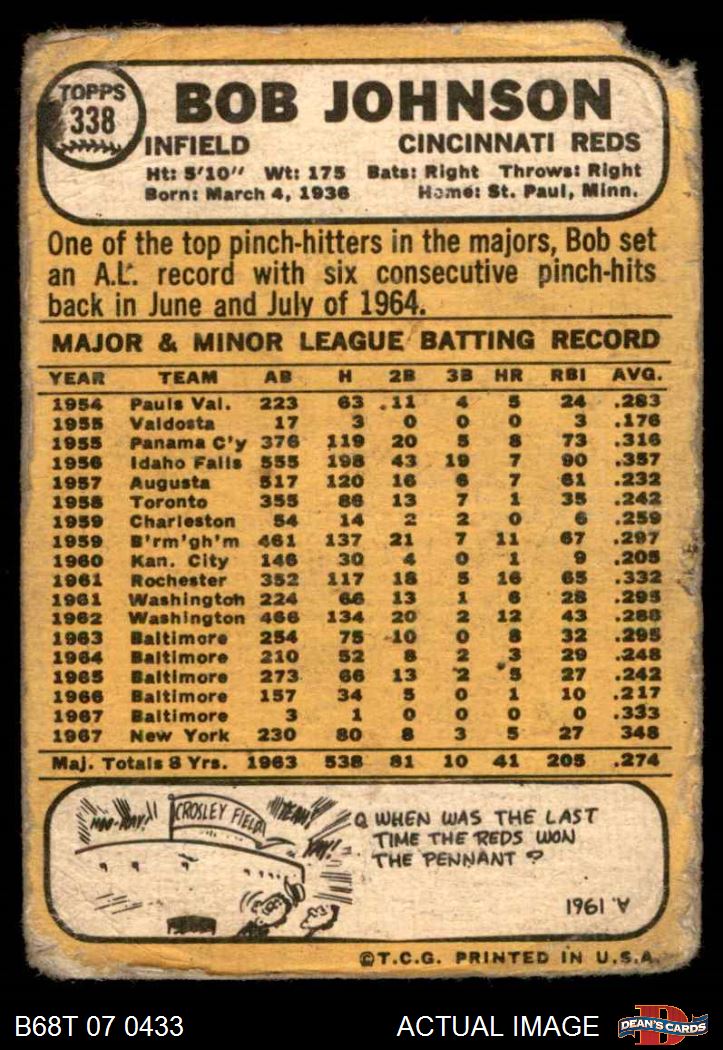 TOPPS
338
BOB JOHNSON
INFIELD CINCINNATI REDS
Ht: 5'10" Wt: 175 Bats: Right Throws: Right
Born: March 4, 1936 Home: St. Paul, Minn.
One of the top pinch-hitters in the majors, Bob set
an A.L. record with six consecutive pinch-hits
back in June and July of 1964.
MAJOR & MINOR LEAGUE BATTING RECORD
YEAR TEAM AB H 2B 3B HR RBI AVG.
1954 Pauls Val. 223 63 11 4 5 24 .283
1955 Valdosta 17 3 0 0 0 3 .176
1955 Panama C'y 376 119 20 5 8 73 .316
1956 Idaho Falls 555 198 43 19 7 90 .357
1957 Augusta 517 120 16 6 7 61 .232
1958 Toronto 355 86 13 7 1 35 .242
1959 Charleston 54 14 2 2 0 6 .259
1959 B'rm'gh'm 461 137 21 7 11 67 .297
1960 Kan. City 146 30 4 0 1 9 .205
1961 Rochester 352 117 18 5 16 65 .332
1961 Washington 224 66 13 1 6 28 .295
1962 Washington 466 134 20 2 12 43 .288
1963 Baltimore 254 75 10 0 8 32 .295
1964 Baltimore 210 52 8 2 3 29 .248
1965 Baltimore 273 66 13 2 5 27 .242
1966 Baltimore 157 34 5 0 1 10 .217
1967 Baltimore 3 1 0 0 0 0 .333
1967 New York 230 80 8 3 5 27 348
Maj. Totals 8 Yrs. 1963 538 81 10 41 205 .274
HOO-RAY!!
CROSLEY FIELD
YEAH!
YAY!
Q WHEN WAS THE LAST
TIME THE REDS WON
THE PENNANT?
A. 1961
©T.C.G. PRINTED IN U.S.A.
B68T 07 0433 ACTUAL IMAGE
D
DEAN'S CARDS